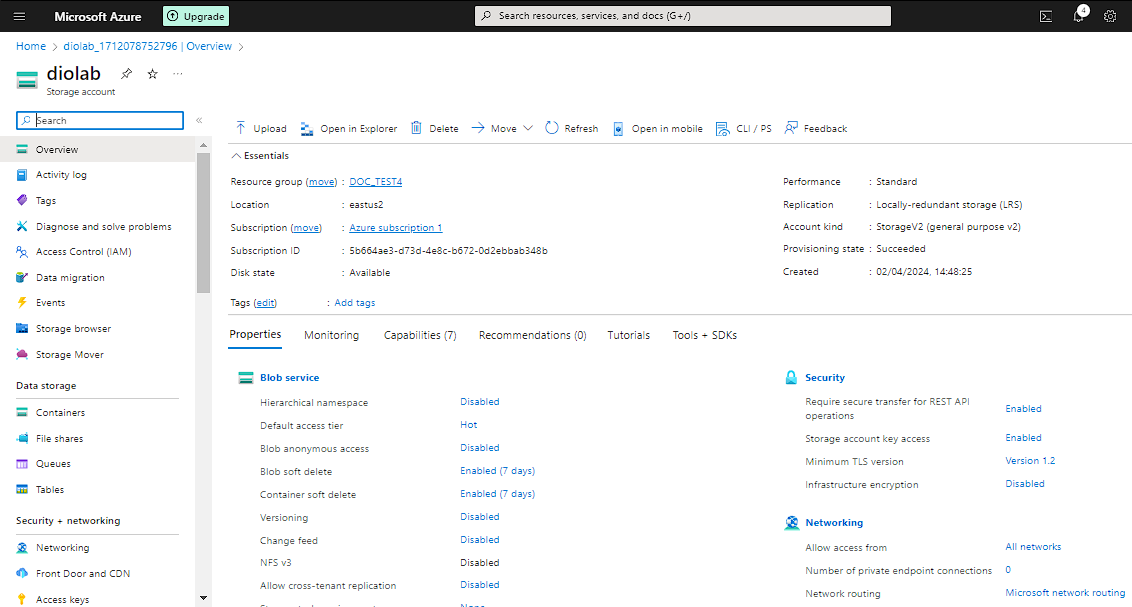 Microsoft Azure
Upgrade
Search resources, services, and docs (G+/)
4
Home > diolab_1712078752796 | Overview >
diolab
Storage account
Search
«
Overview
Activity log
Tags
Diagnose and solve problems
Access Control (IAM)
Data migration
Events
Storage browser
Storage Mover
Data storage
Containers
File shares
Queues
Tables
Security + networking
Networking
Front Door and CDN
Access keys
Upload
Open in Explorer
Delete
Move
Refresh
Open in mobile
CLI / PS
Feedback
Essentials
Resource group (move) : DOC_TEST4
Location : eastus2
Subscription (move) : Azure subscription 1
Subscription ID : 5b664ae3-d73d-4e8c-b672-0d2ebbab348b
Disk state : Available
Tags (edit) : Add tags
Performance : Standard
Replication : Locally-redundant storage (LRS)
Account kind : StorageV2 (general purpose v2)
Provisioning state : Succeeded
Created : 02/04/2024, 14:48:25
Properties Monitoring Capabilities (7) Recommendations (0) Tutorials Tools + SDKs
Blob service
Hierarchical namespace Disabled
Default access tier Hot
Blob anonymous access Disabled
Blob soft delete Enabled (7 days)
Container soft delete Enabled (7 days)
Versioning Disabled
Change feed Disabled
NFS v3 Disabled
Allow cross-tenant replication Disabled
Security
Require secure transfer for REST API
operations Enabled
Storage account key access Enabled
Minimum TLS version Version 1.2
Infrastructure encryption Disabled
Networking
Allow access from All networks
Number of private endpoint connections 0
Network routing Microsoft network routing